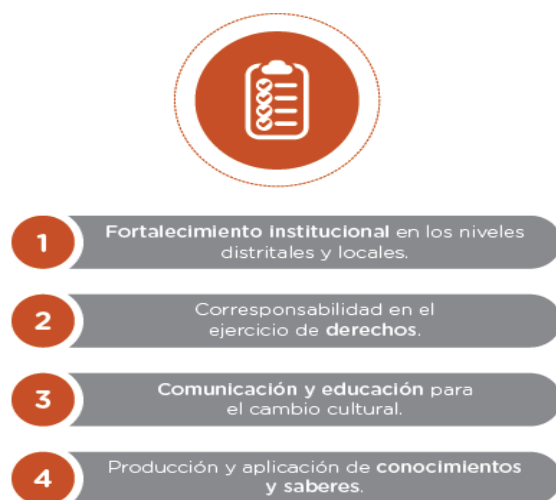 1
Fortalecimiento institucional en los niveles
distritales y locales.
2
Corresponsabilidad en el
ejercicio de derechos.
3
Comunicación y educación para
el cambio cultural.
4
Producción y aplicación de conocimientos
y saberes.